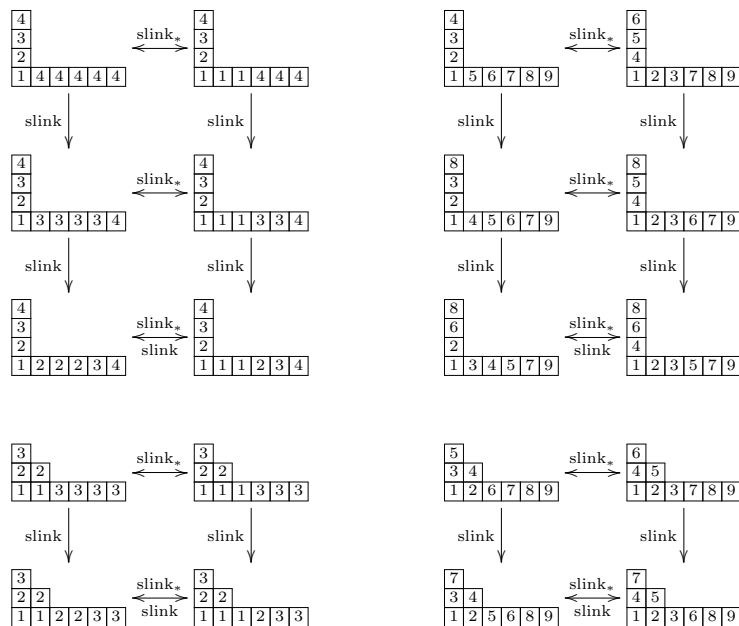 4 4 4 6
3 slink* 3 3 slink* 5
2 2 2 4
1 4 4 4 4 4 1 1 1 4 4 4 1 5 6 7 8 9 1 2 3 7 8 9
slink slink slink slink
4 4 8 8
3 slink* 3 3 slink* 5
2 2 2 4
1 3 3 3 3 4 1 1 1 3 3 4 1 4 5 6 7 9 1 2 3 6 7 9
slink slink slink slink
4 4 8 8
3 slink* 3 6 slink* 6
2 slink 2 2 slink 4
1 2 2 2 3 4 1 1 1 2 3 4 1 3 4 5 7 9 1 2 3 5 7 9
3 3 5 6
2 2 slink* 2 2 3 4 slink* 4 5
1 1 3 3 3 3 1 1 1 3 3 3 1 2 6 7 8 9 1 2 3 7 8 9
slink slink slink slink
3 3 7 7
2 2 slink* 2 2 3 4 slink* 4 5
1 1 2 2 3 3 slink 1 1 1 2 3 3 1 2 5 6 8 9 slink 1 2 3 6 8 9